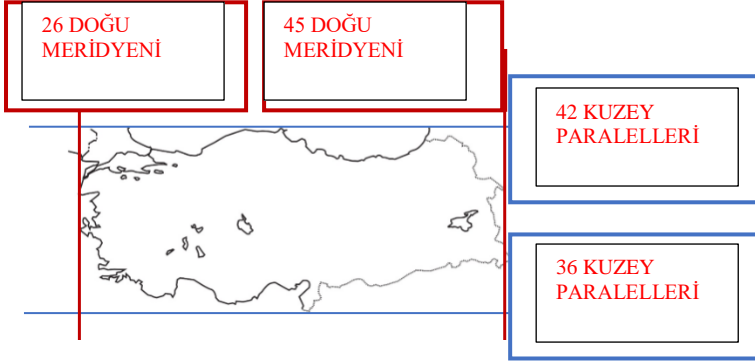 26 DOĞU
MERİDYENİ
45 DOĞU
MERİDYENİ
42 KUZEY
PARALELLERİ
36 KUZEY
PARALELLERİ